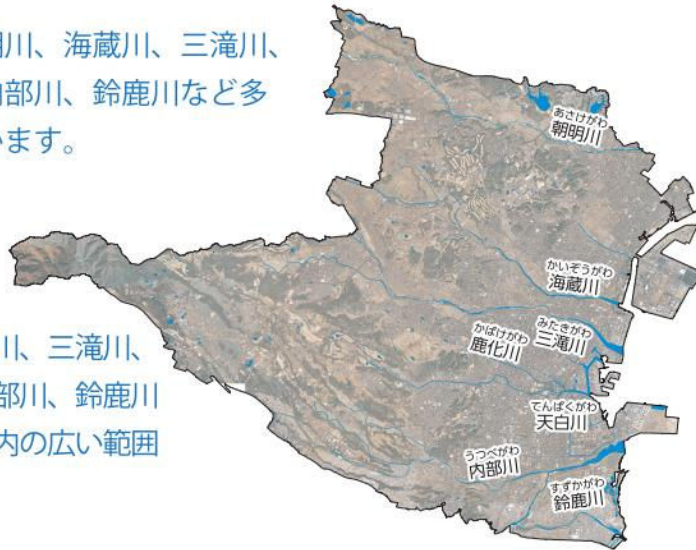 明川、海蔵川、三滝川、
内部川、鈴鹿川など多
います。
あさけがわ
朝明川
かいぞうがわ
海蔵川
みたきがわ
三滝川
かばけがわ
鹿化川
川、三滝川、
部川、鈴鹿川
内の広い範囲
てんぱくがわ
天白川
うつべがわ
内部川
すずかがわ
鈴鹿川